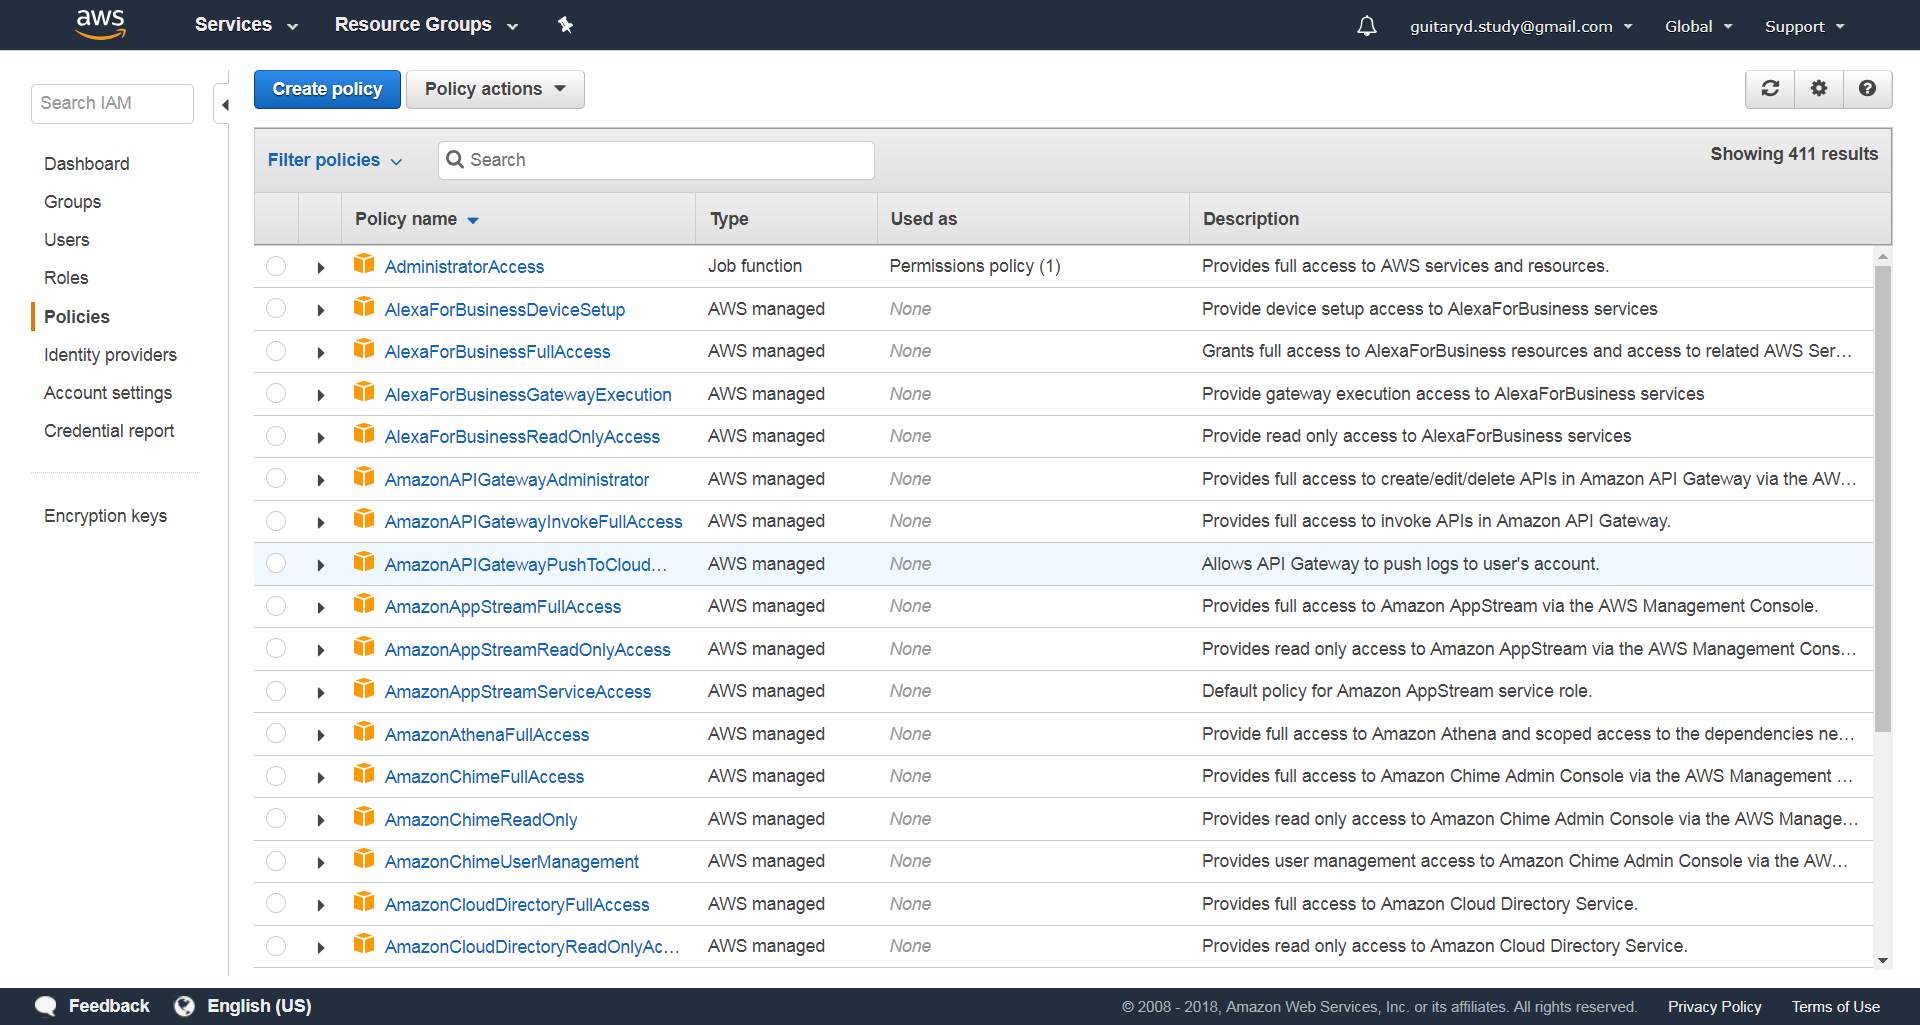 aws Services Resource Groups guitaryd.study@gmail.com Global Support
Search IAM
Dashboard
Groups
Users
Roles
Policies
Identity providers
Account settings
Credential report
Encryption keys
Create policy Policy actions
Filter policies Search Showing 411 results
Policy name Type Used as Description
AdministratorAccess Job function Permissions policy (1) Provides full access to AWS services and resources.
AlexaForBusinessDeviceSetup AWS managed None Provide device setup access to AlexaForBusiness services
AlexaForBusinessFullAccess AWS managed None Grants full access to AlexaForBusiness resources and access to related AWS Ser…
AlexaForBusinessGatewayExecution AWS managed None Provide gateway execution access to AlexaForBusiness services
AlexaForBusinessReadOnlyAccess AWS managed None Provide read only access to AlexaForBusiness services
AmazonAPIGatewayAdministrator AWS managed None Provides full access to create/edit/delete APIs in Amazon API Gateway via the AW…
AmazonAPIGatewayInvokeFullAccess AWS managed None Provides full access to invoke APIs in Amazon API Gateway.
AmazonAPIGatewayPushToCloud… AWS managed None Allows API Gateway to push logs to user's account.
AmazonAppStreamFullAccess AWS managed None Provides full access to Amazon AppStream via the AWS Management Console.
AmazonAppStreamReadOnlyAccess AWS managed None Provides read only access to Amazon AppStream via the AWS Management Cons…
AmazonAppStreamServiceAccess AWS managed None Default policy for Amazon AppStream service role.
AmazonAthenaFullAccess AWS managed None Provide full access to Amazon Athena and scoped access to the dependencies ne…
AmazonChimeFullAccess AWS managed None Provides full access to Amazon Chime Admin Console via the AWS Management …
AmazonChimeReadOnly AWS managed None Provides read only access to Amazon Chime Admin Console via the AWS Manage…
AmazonChimeUserManagement AWS managed None Provides user management access to Amazon Chime Admin Console via the AW…
AmazonCloudDirectoryFullAccess AWS managed None Provides full access to Amazon Cloud Directory Service.
AmazonCloudDirectoryReadOnlyAc… AWS managed None Provides read only access to Amazon Cloud Directory Service.
Feedback English (US) © 2008 - 2018, Amazon Web Services, Inc. or its affiliates. All rights reserved. Privacy Policy Terms of Use